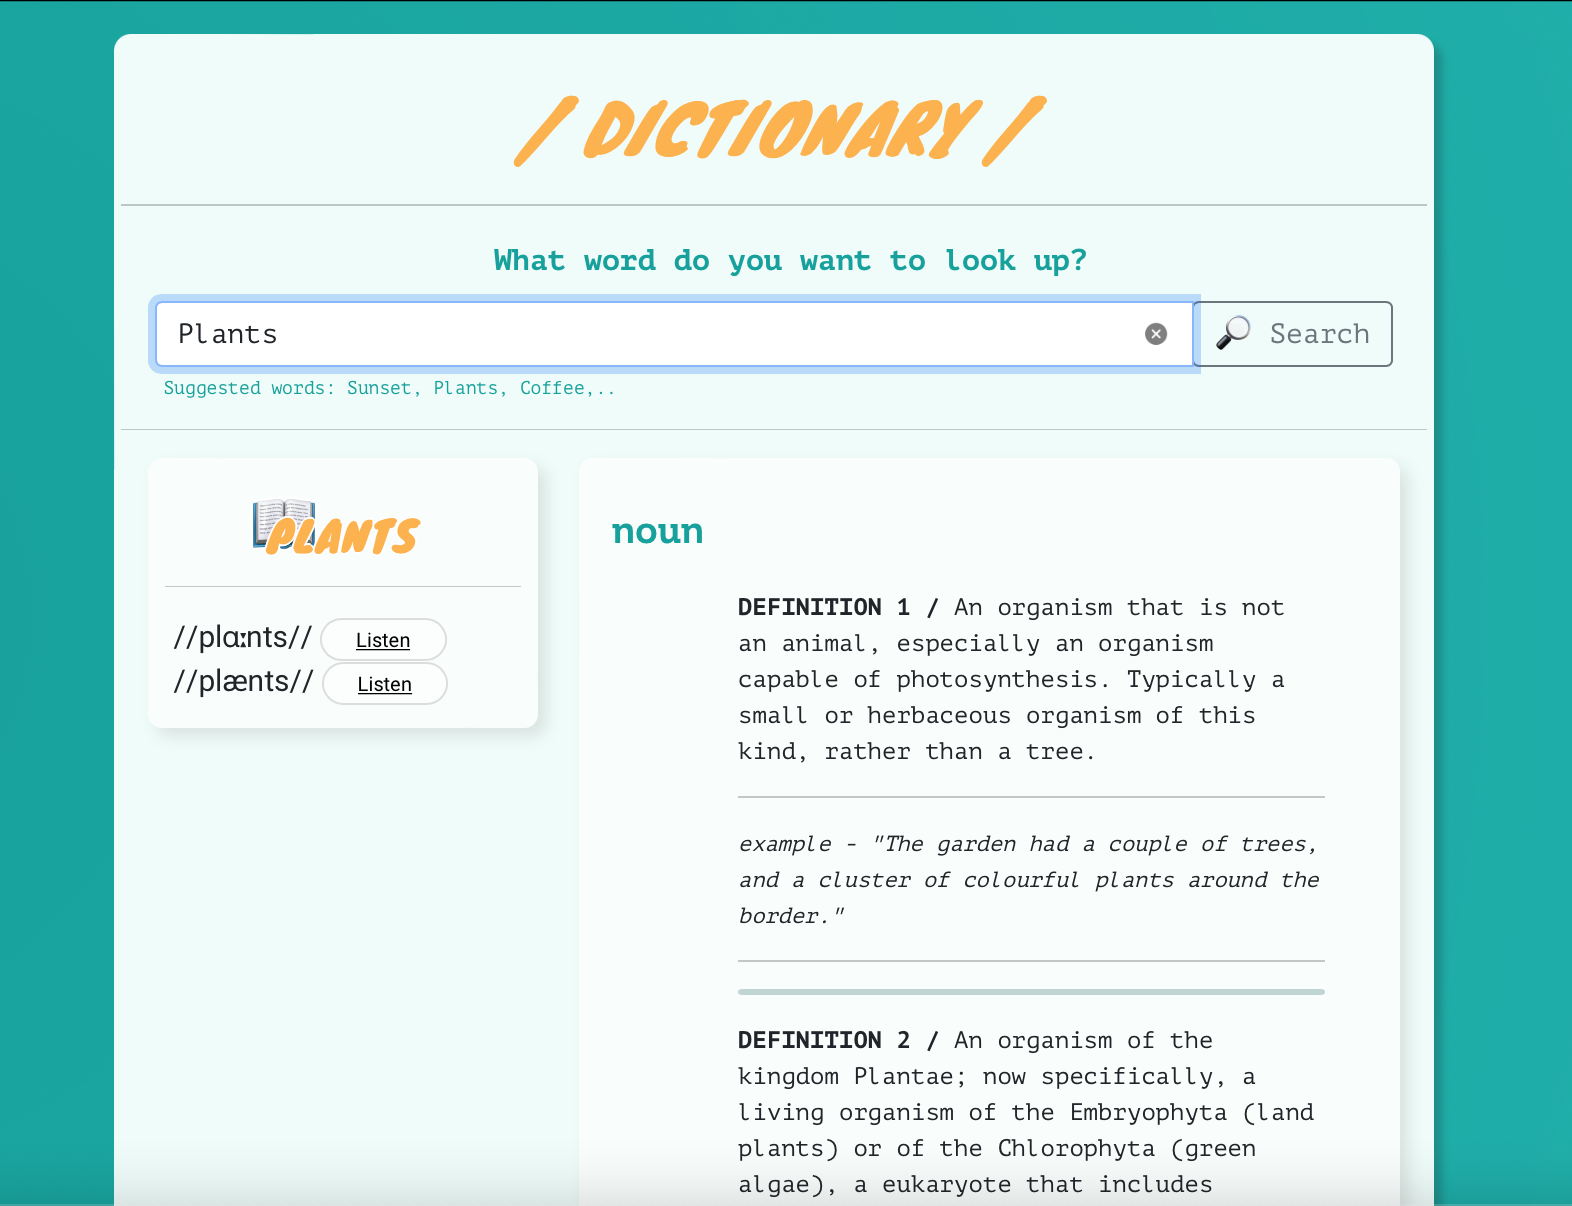 / DICTIONARY /
What word do you want to look up?
Plants
Search
Suggested words: Sunset, Plants, Coffee,..
PLANTS
//plɑːnts// Listen
//plænts// Listen
noun
DEFINITION 1 / An organism that is not
an animal, especially an organism
capable of photosynthesis. Typically a
small or herbaceous organism of this
kind, rather than a tree.
example - "The garden had a couple of trees,
and a cluster of colourful plants around the
border."
DEFINITION 2 / An organism of the
kingdom Plantae; now specifically, a
living organism of the Embryophyta (land
plants) or of the Chlorophyta (green
algae), a eukaryote that includes